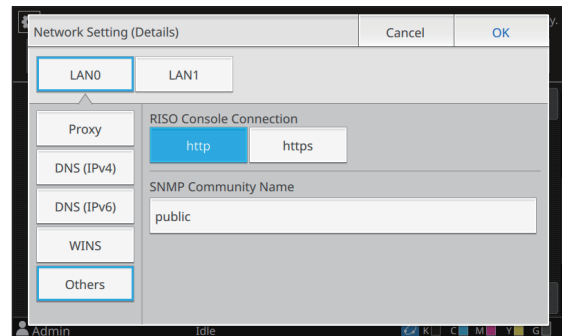 Network Setting (Details)
Cancel
OK
y.
LAN0
LAN1
Proxy
DNS (IPv4)
DNS (IPv6)
WINS
Others
RISO Console Connection
http
https
SNMP Community Name
public
Admin
Idle
K C M Y G